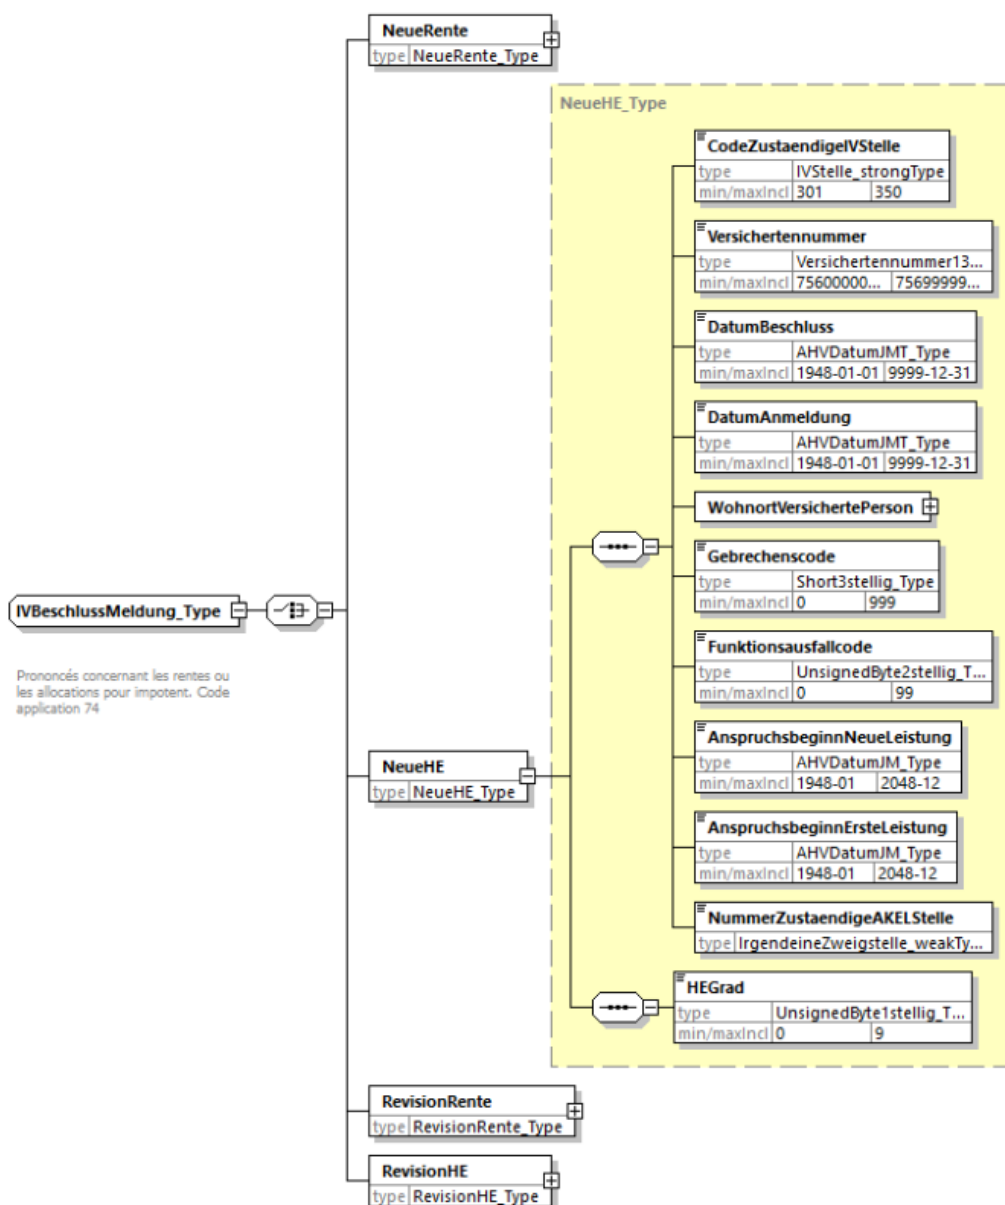 NeueRente
type NeueRente_Type
NeueHE_Type
CodeZustaendigeIVStelle
type IVStelle_strongType
min/maxIncl 301 350
Versichertennummer
type Versichertennummer13...
min/maxIncl 75600000... 75699999...
DatumBeschluss
type AHVDatumJMT_Type
min/maxIncl 1948-01-01 9999-12-31
DatumAnmeldung
type AHVDatumJMT_Type
min/maxIncl 1948-01-01 9999-12-31
WohnortVersichertePerson
Gebrechenscode
type Short3stellig_Type
min/maxIncl 0 999
IVBeschlussMeldung_Type
Prononcés concernant les rentes ou
les allocations pour impotent. Code
application 74
Funktionsausfallcode
type UnsignedByte2stellig_T...
min/maxIncl 0 99
AnspruchsbeginnNeueLeistung
type AHVDatumJM_Type
min/maxIncl 1948-01 2048-12
NeueHE
type NeueHE_Type
AnspruchsbeginnErsteLeistung
type AHVDatumJM_Type
min/maxIncl 1948-01 2048-12
NummerZustaendigeAKELStelle
type IrgendeineZweigstelle_weakTy...
HEGrad
type UnsignedByte1stellig_T...
min/maxIncl 0 9
RevisionRente
type RevisionRente_Type
RevisionHE
type RevisionHE_Type